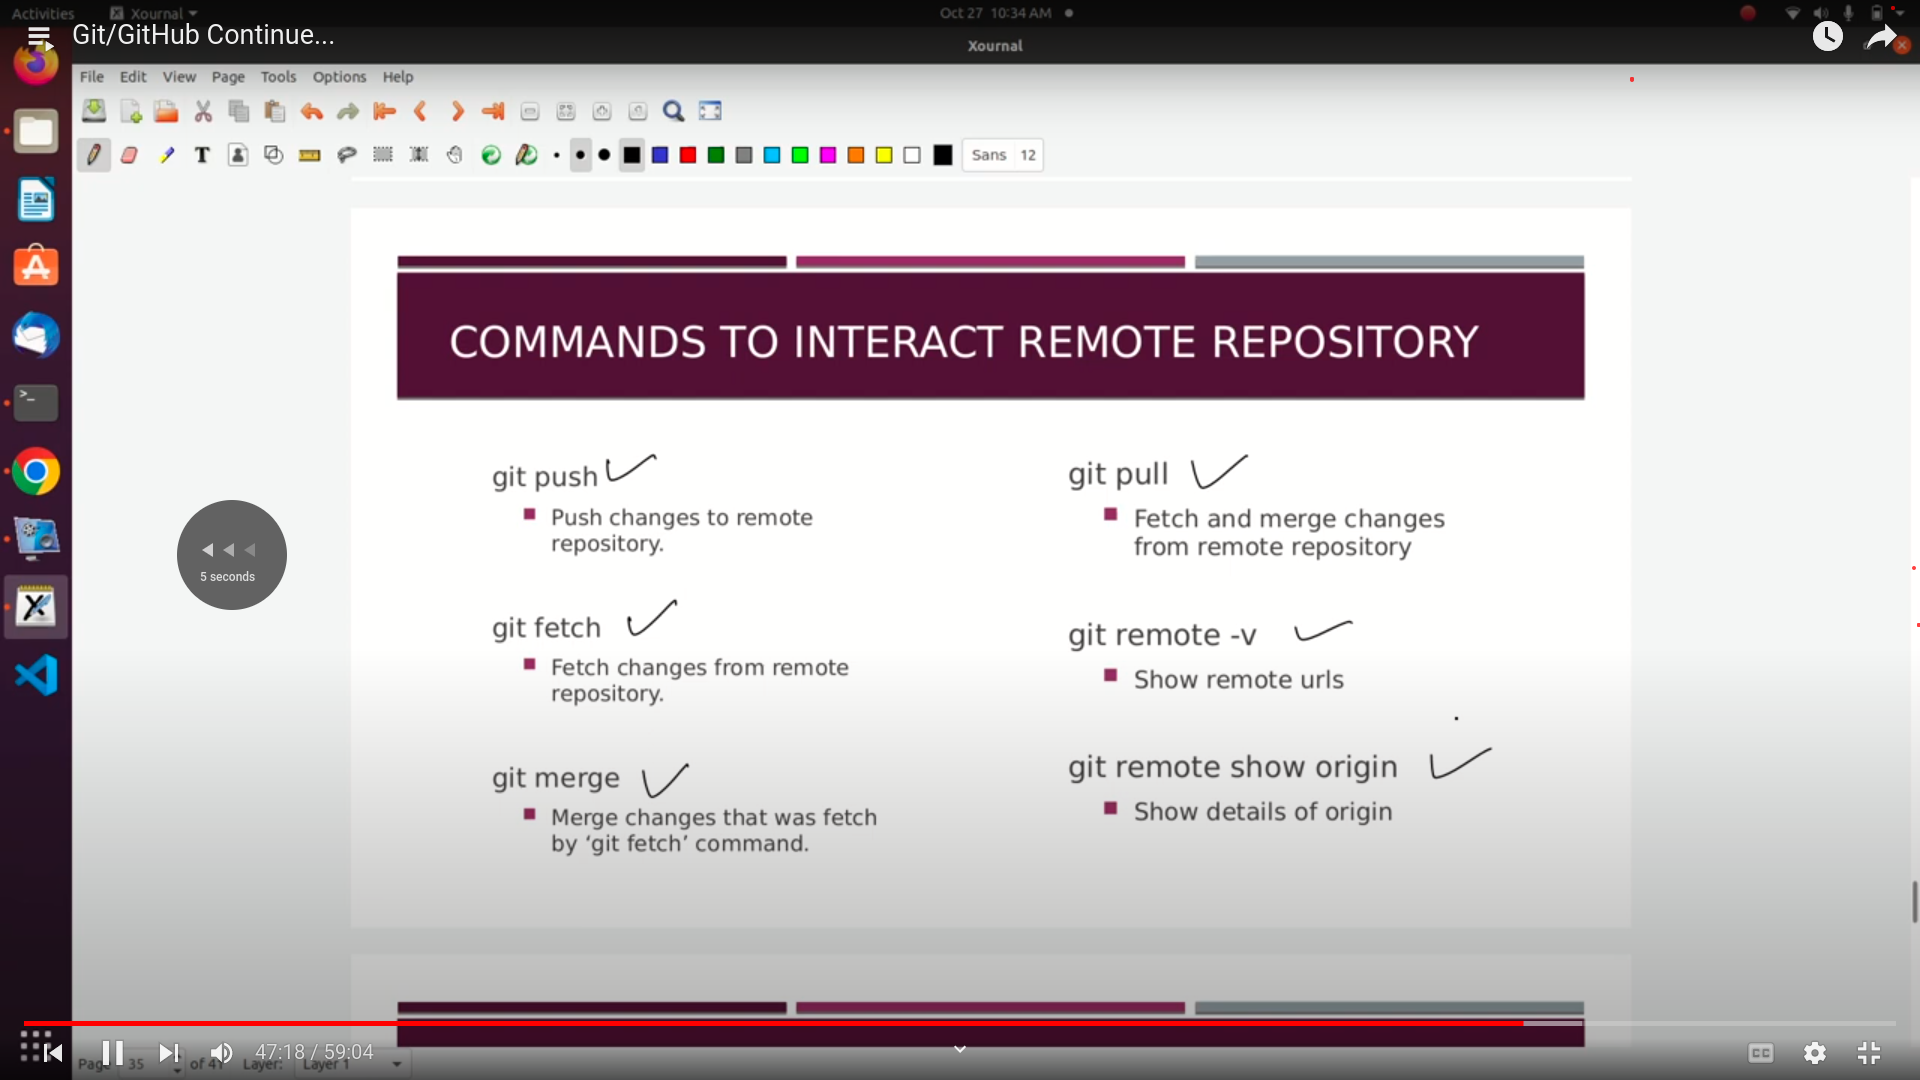 Activities
Xournal
Oct 27 10:34 AM
Git/GitHub Continue...
Xournal
File Edit View Page Tools Options Help
T
Sans 12
COMMANDS TO INTERACT REMOTE REPOSITORY
git push
Push changes to remote
repository.
git fetch
Fetch changes from remote
repository.
git merge
Merge changes that was fetch
by ‘git fetch’ command.
git pull
Fetch and merge changes
from remote repository
git remote -v
Show remote urls
git remote show origin
Show details of origin
5 seconds
47:18 / 59:04
Page 35 of 41 Layer: Layer 1
CC